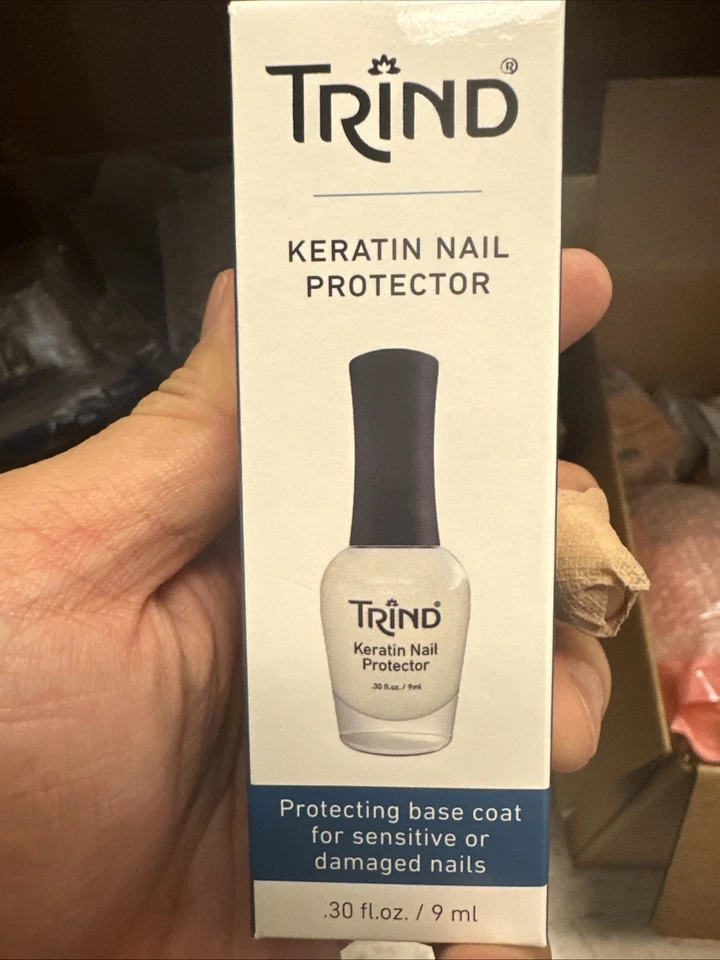 TRIND®
KERATIN NAIL
PROTECTOR
TRIND®
Keratin Nail
Protector
.30 fl.oz. / 9ml
Protecting base coat
for sensitive or
damaged nails
.30 fl.oz. / 9 ml